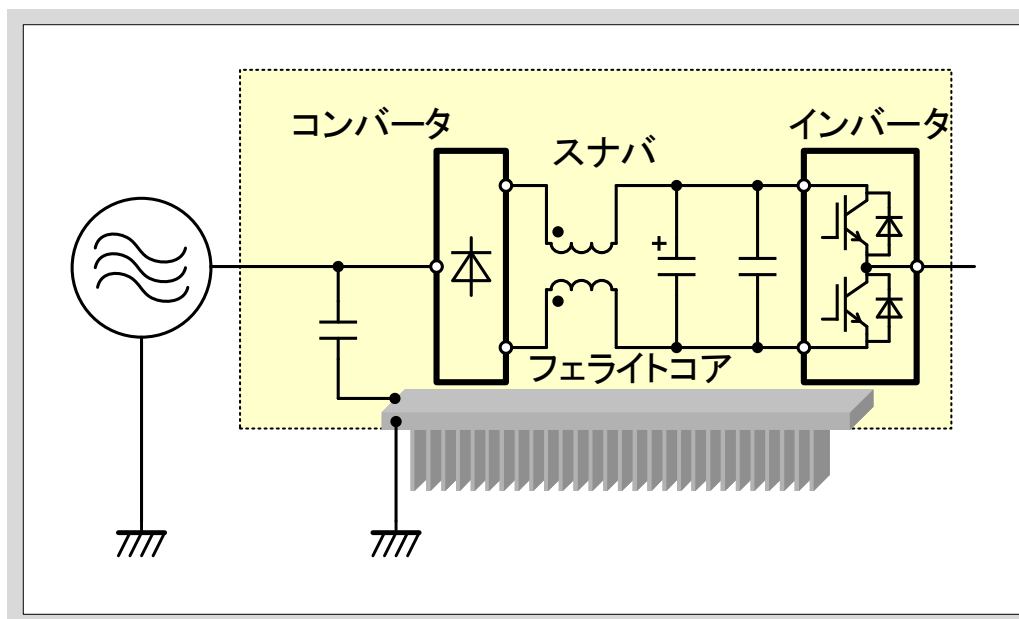 コンバータ
インバータ
スナバ
+
フェライトコア